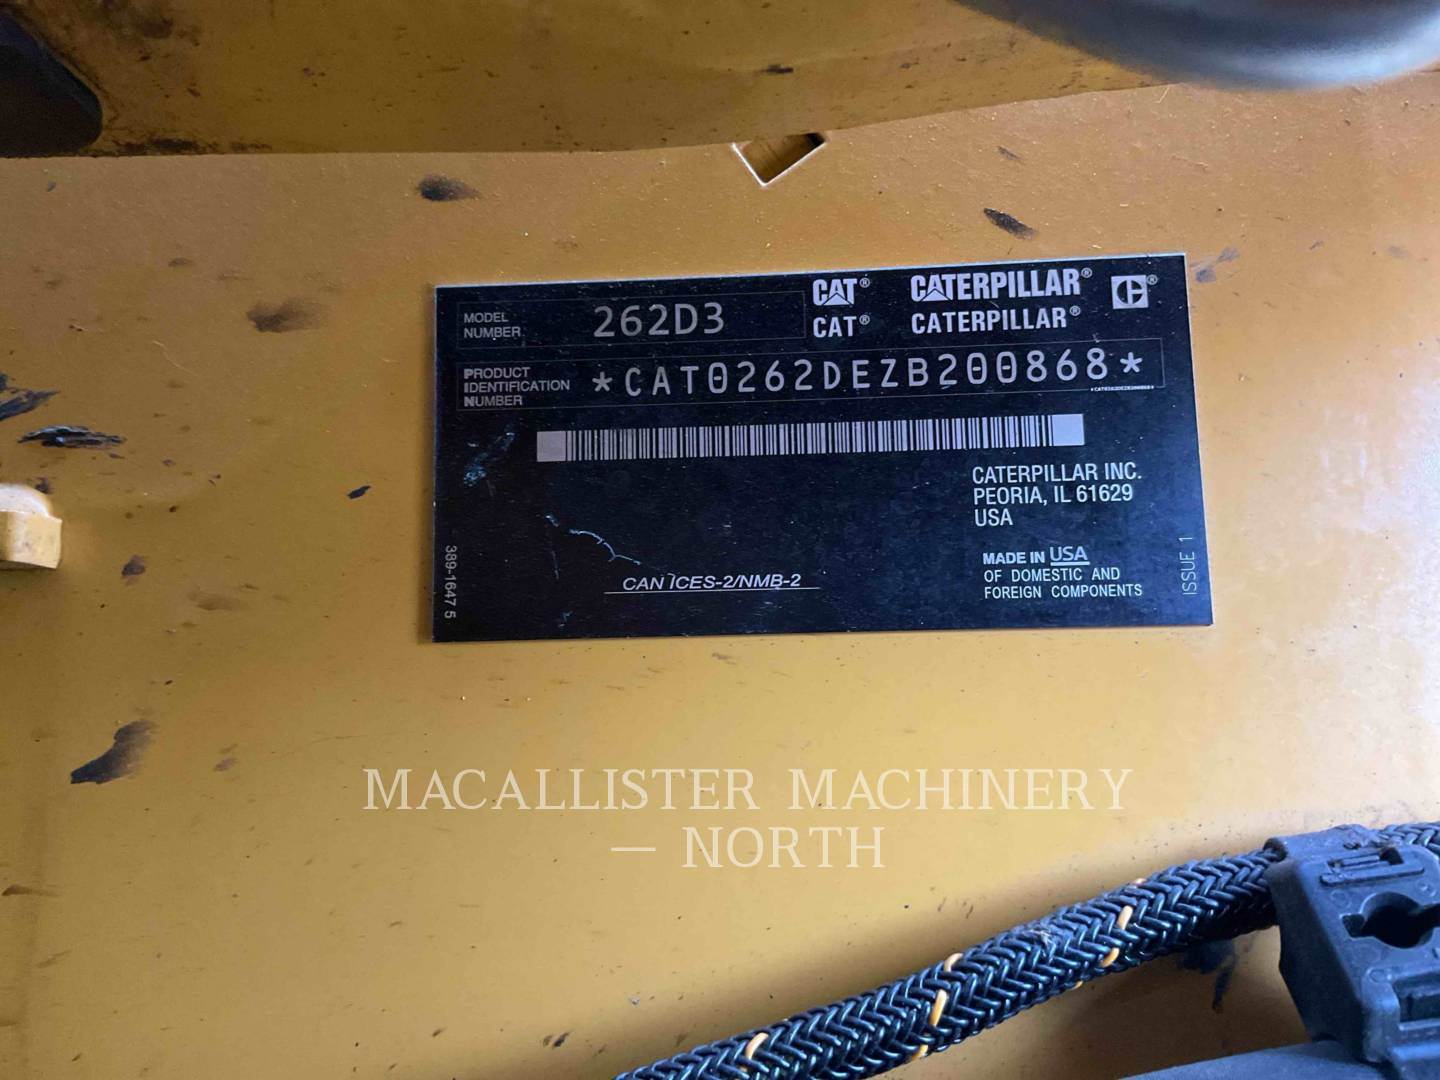 MODEL
NUMBER
262D3
CAT® CATERPILLAR® C®
CAT® CATERPILLAR®
PRODUCT
IDENTIFICATION
NUMBER
*CAT0262DEZB200868*
*CAT0262DEZB200868*
CATERPILLAR INC.
PEORIA, IL 61629
USA
MADE IN USA
OF DOMESTIC AND
FOREIGN COMPONENTS
CAN ICES-2/NMB-2
389-1647 5
ISSUE 1
MACALLISTER MACHINERY
— NORTH